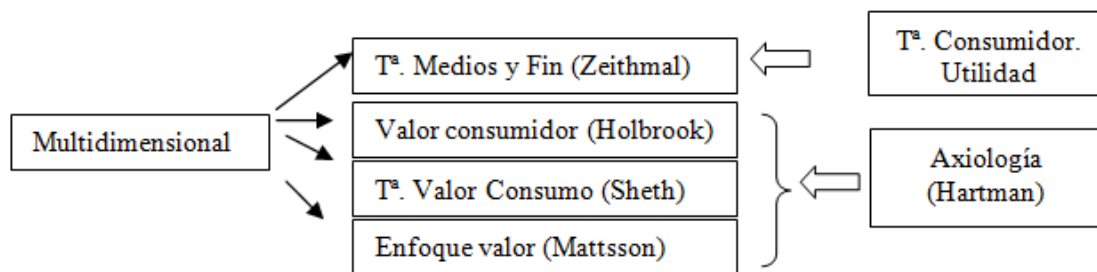 Multidimensional
Tª. Medios y Fin (Zeithmal)
Valor consumidor (Holbrook)
Tª. Valor Consumo (Sheth)
Enfoque valor (Mattsson)
Tª. Consumidor.
Utilidad
Axiología
(Hartman)